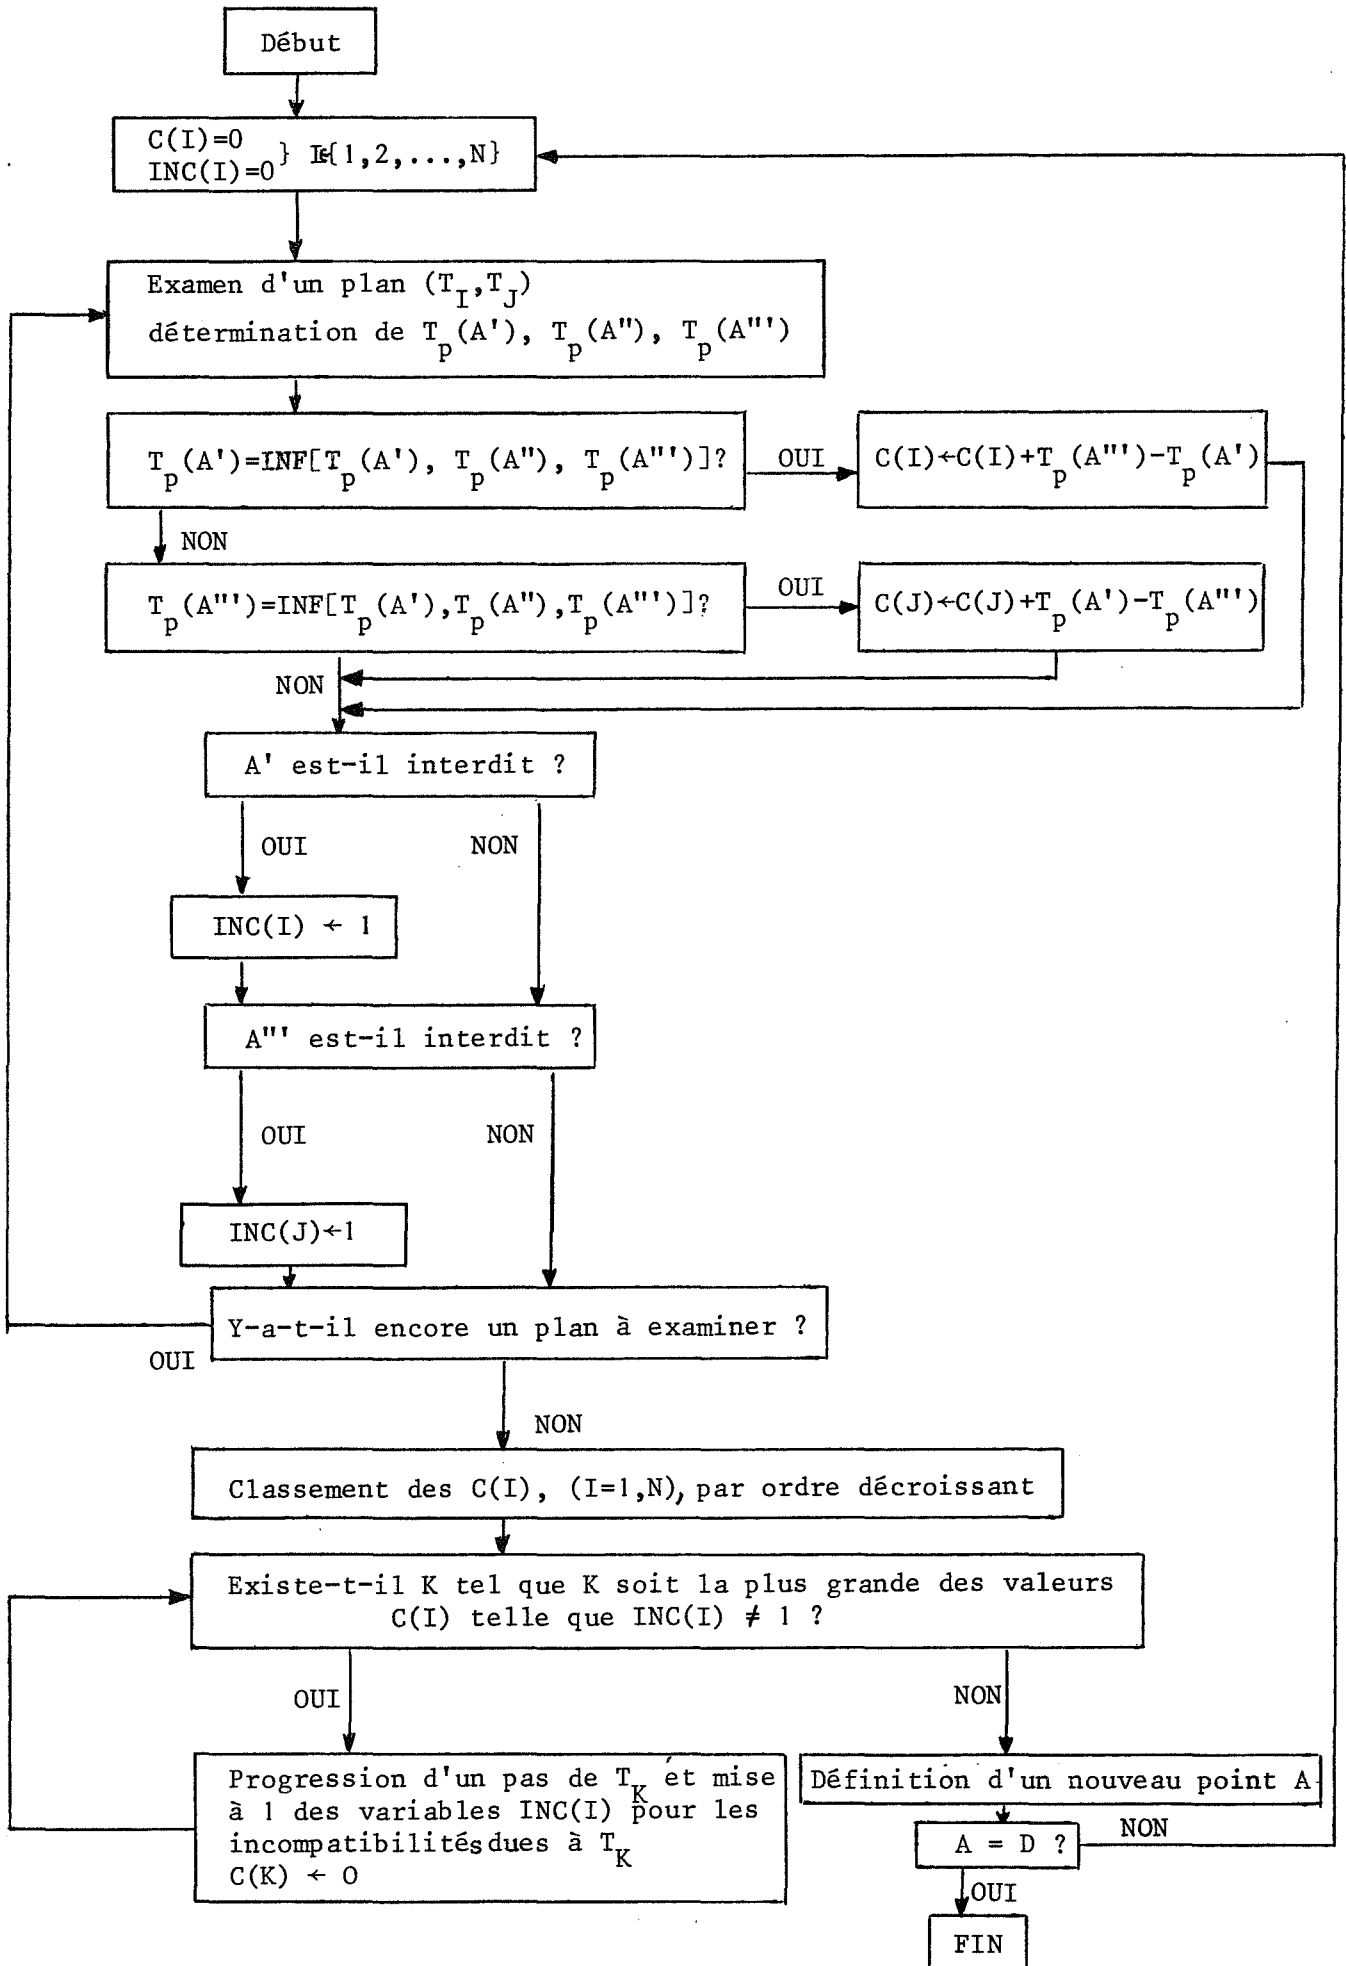 Début
C(I)=0
INC(I)=0 } I∈{1,2,...,N}
Examen d'un plan (T_I,T_J)
détermination de T_p(A'), T_p(A"), T_p(A"')
T_p(A')=INF[T_p(A'), T_p(A"), T_p(A"')]?
OUI
C(I)←C(I)+T_p(A"')-T_p(A')
NON
T_p(A"')=INF[T_p(A'),T_p(A"),T_p(A"')]?
OUI
C(J)←C(J)+T_p(A')-T_p(A"')
NON
A' est-il interdit ?
OUI
NON
INC(I) ← 1
A"' est-il interdit ?
OUI
NON
INC(J)←1
Y-a-t-il encore un plan à examiner ?
OUI
NON
Classement des C(I), (I=1,N), par ordre décroissant
Existe-t-il K tel que K soit la plus grande des valeurs
C(I) telle que INC(I) ≠ 1 ?
OUI
NON
Progression d'un pas de T_K et mise
à 1 des variables INC(I) pour les
incompatibilités dues à T_K
C(K) ← 0
Définition d'un nouveau point A
A = D ?
NON
OUI
FIN